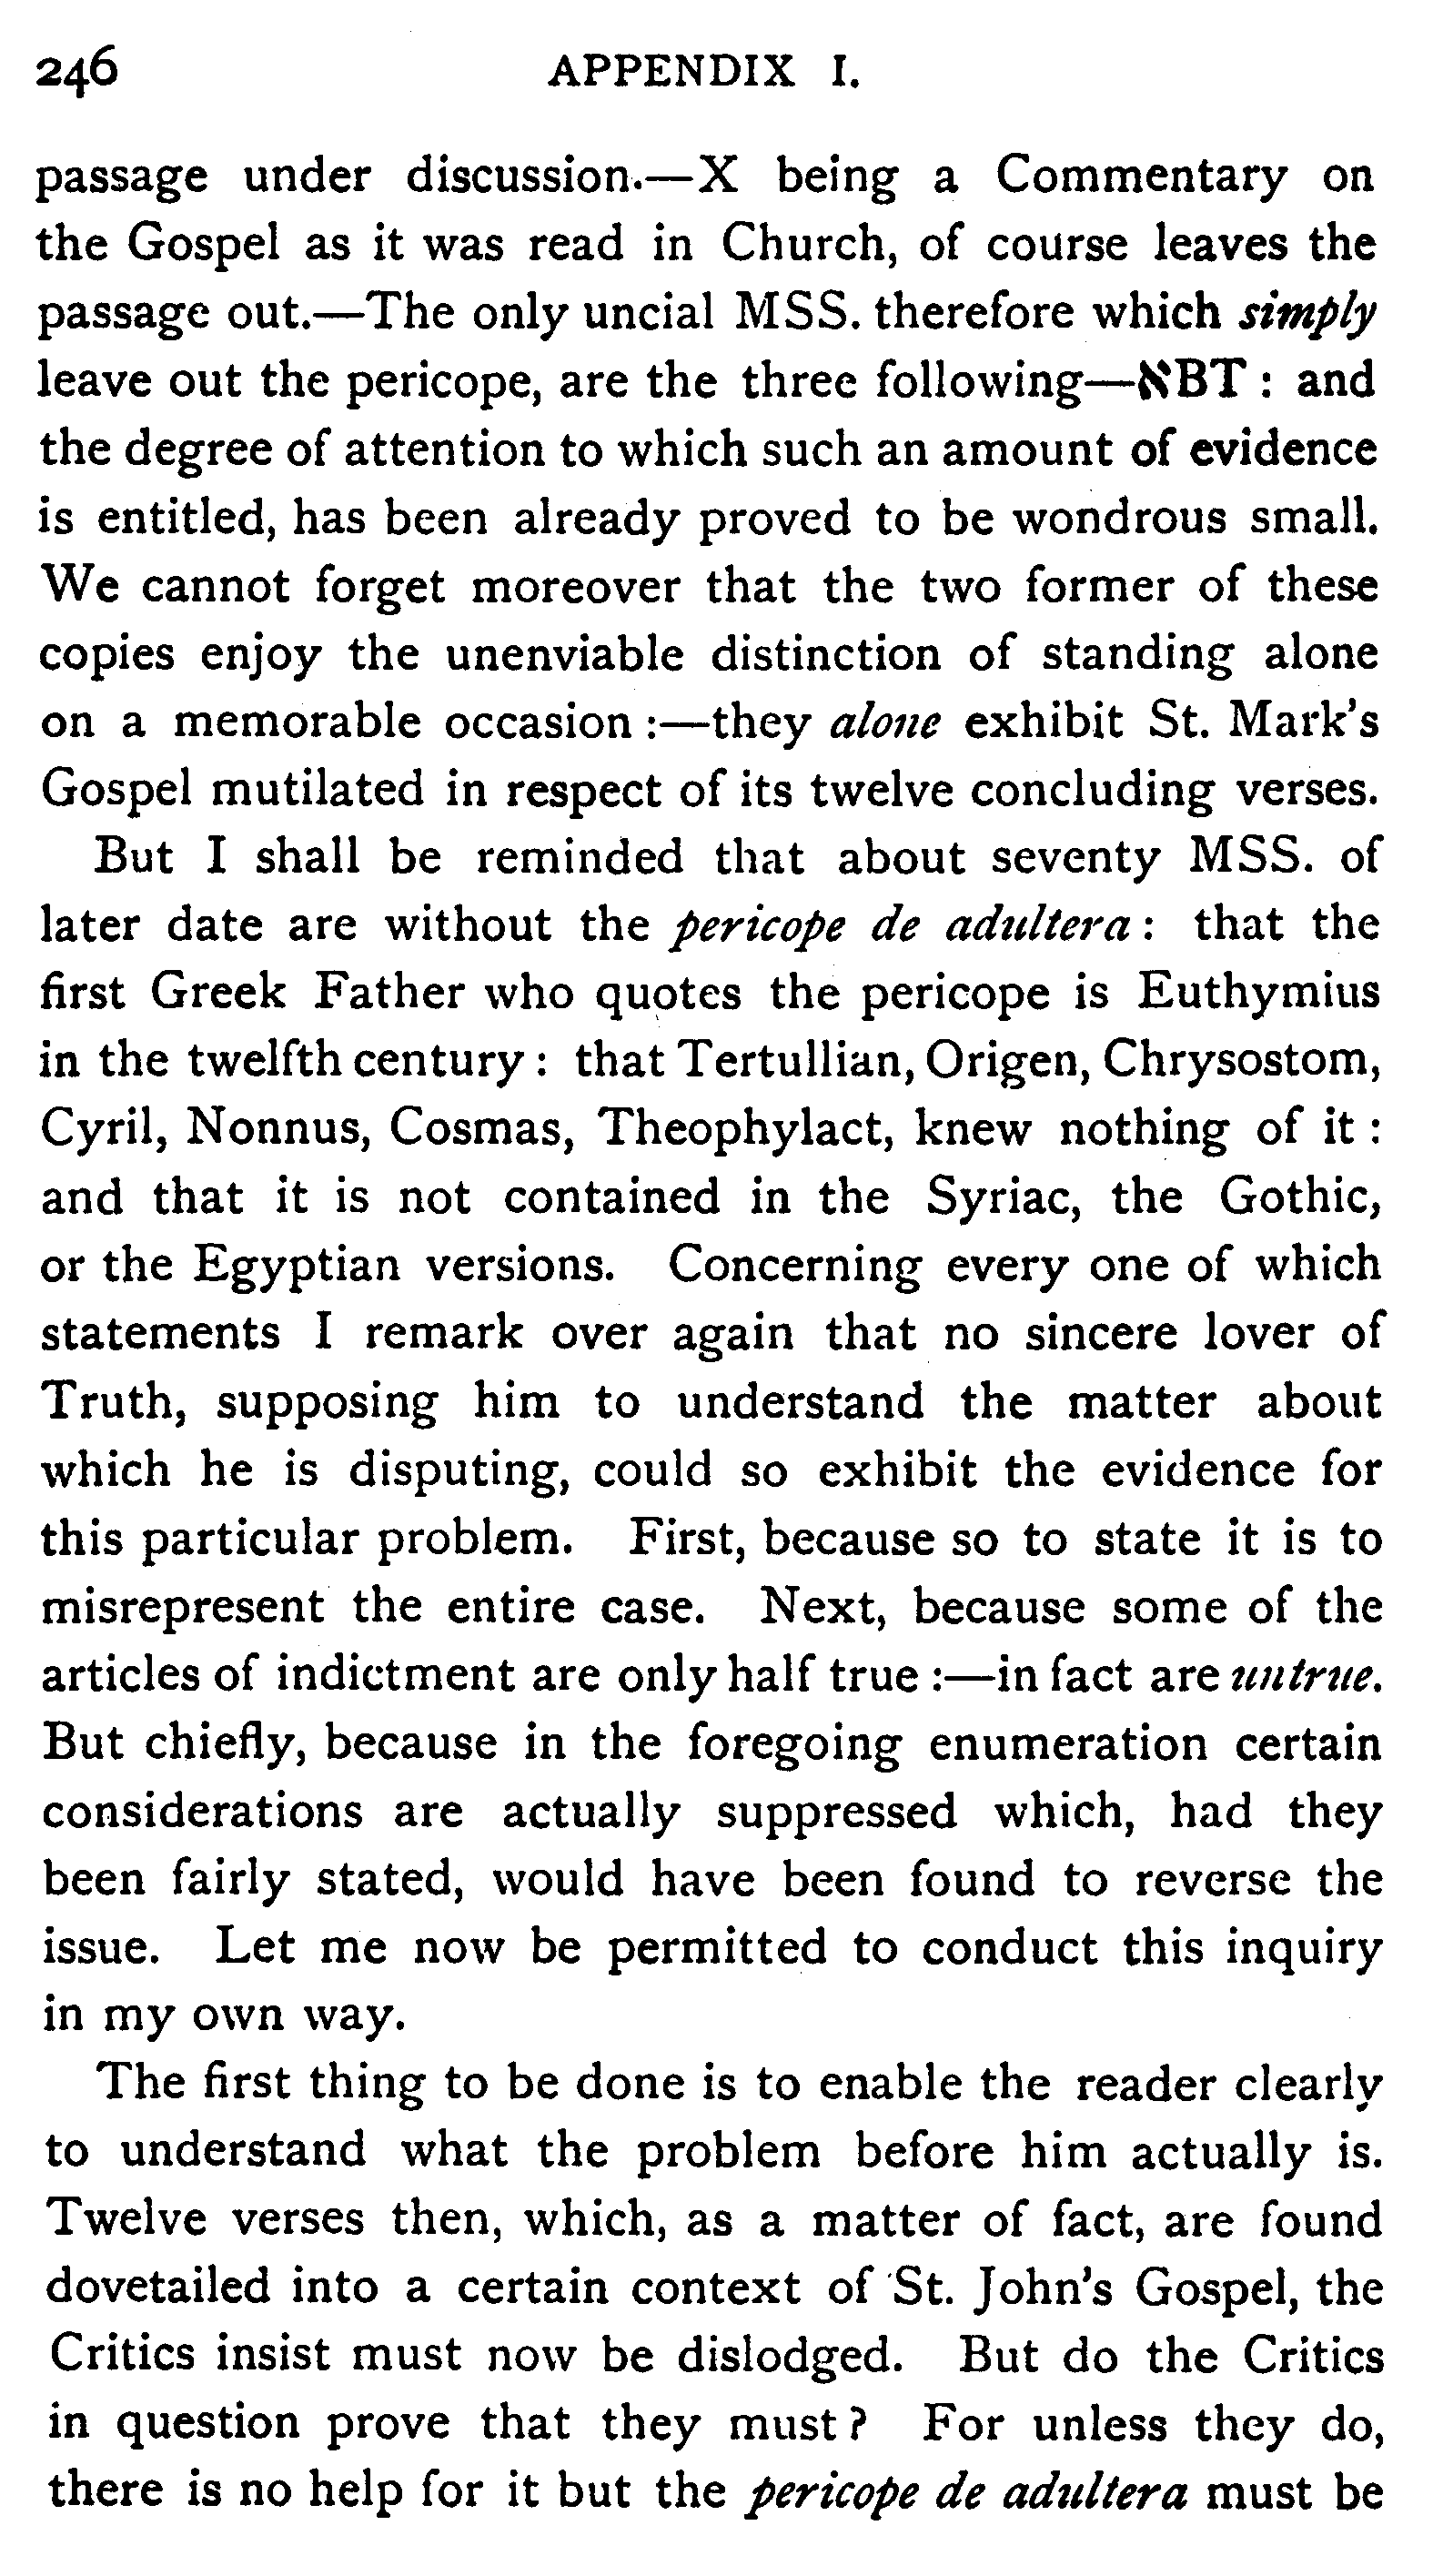 246 APPENDIX I.
passage under discussion.—X being a Commentary on
the Gospel as it was read in Church, of course leaves the
passage out.—The only uncial MSS. therefore which simply
leave out the pericope, are the three following—אBT : and
the degree of attention to which such an amount of evidence
is entitled, has been already proved to be wondrous small.
We cannot forget moreover that the two former of these
copies enjoy the unenviable distinction of standing alone
on a memorable occasion :—they alone exhibit St. Mark's
Gospel mutilated in respect of its twelve concluding verses.
But I shall be reminded that about seventy MSS. of
later date are without the pericope de adultera : that the
first Greek Father who quotes the pericope is Euthymius
in the twelfth century : that Tertullian, Origen, Chrysostom,
Cyril, Nonnus, Cosmas, Theophylact, knew nothing of it :
and that it is not contained in the Syriac, the Gothic,
or the Egyptian versions. Concerning every one of which
statements I remark over again that no sincere lover of
Truth, supposing him to understand the matter about
which he is disputing, could so exhibit the evidence for
this particular problem. First, because so to state it is to
misrepresent the entire case. Next, because some of the
articles of indictment are only half true :—in fact are untrue.
But chiefly, because in the foregoing enumeration certain
considerations are actually suppressed which, had they
been fairly stated, would have been found to reverse the
issue. Let me now be permitted to conduct this inquiry
in my own way.
The first thing to be done is to enable the reader clearly
to understand what the problem before him actually is.
Twelve verses then, which, as a matter of fact, are found
dovetailed into a certain context of St. John's Gospel, the
Critics insist must now be dislodged. But do the Critics
in question prove that they must ? For unless they do,
there is no help for it but the pericope de adultera must be